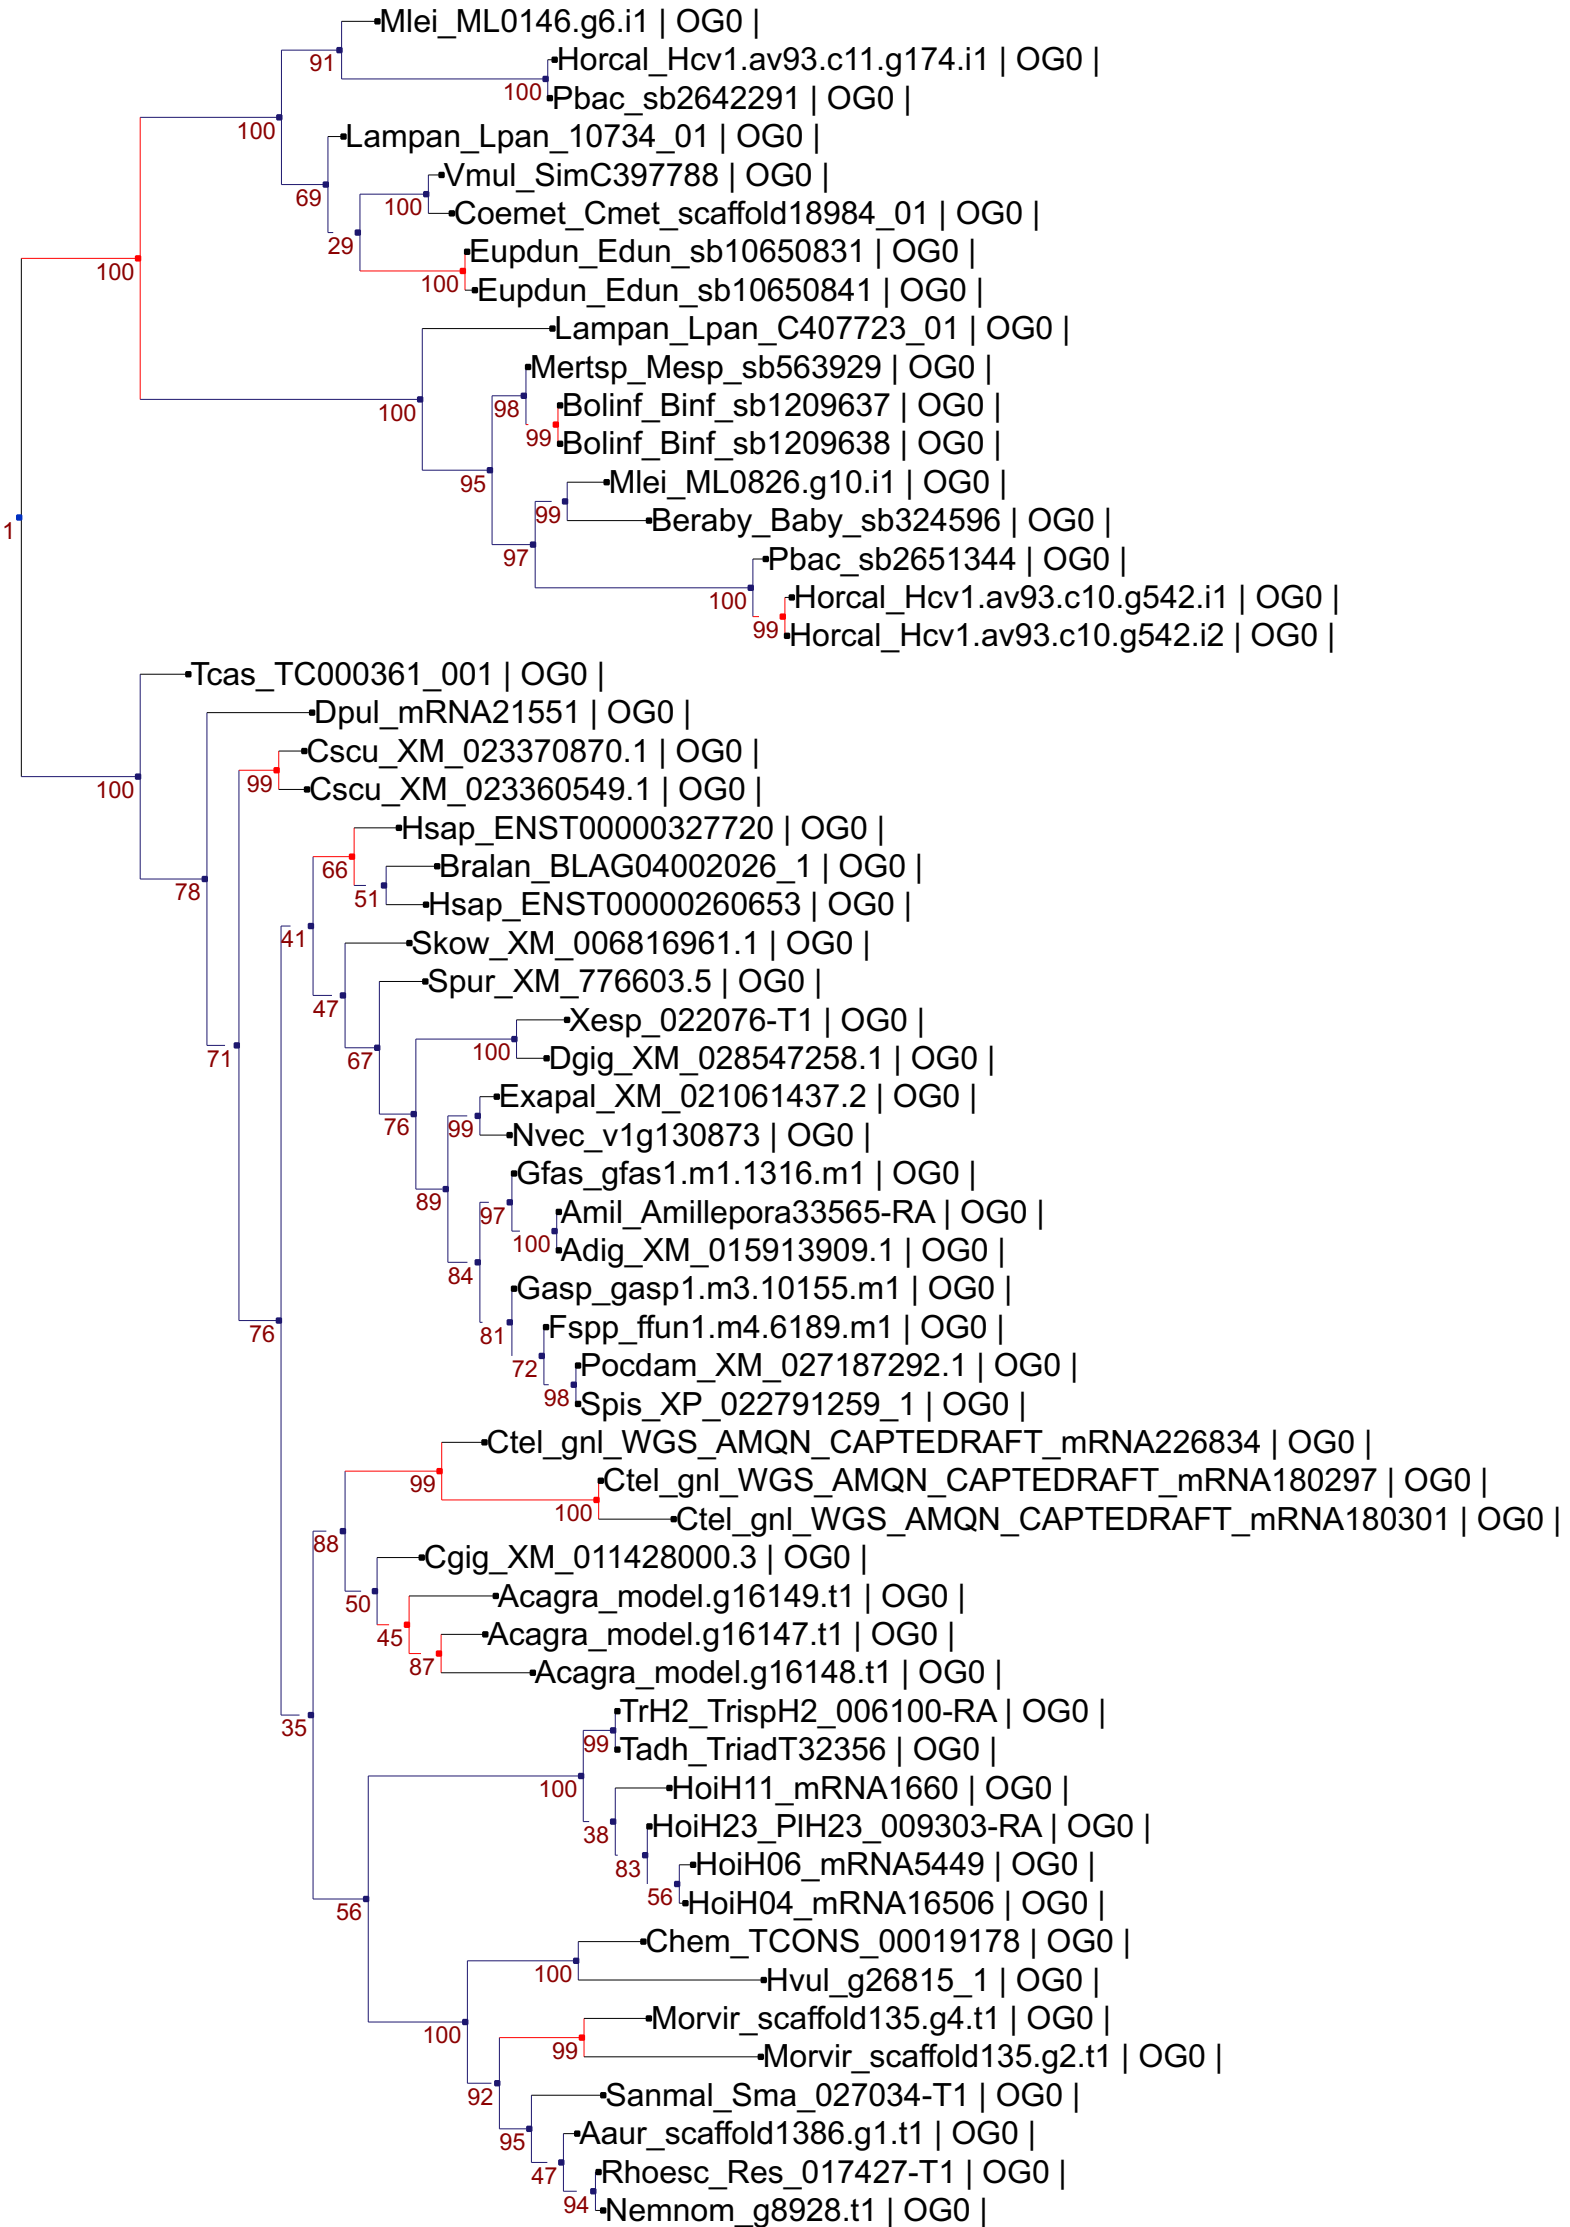 Mlei_ML0146.g6.i1 | OG0 |
91
Horcal_Hcv1.av93.c11.g174.i1 | OG0 |
100
Pbac_sb2642291 | OG0 |
100
Lampan_Lpan_10734_01 | OG0 |
Vmul_SimC397788 | OG0 |
69
100
Coemet_Cmet_scaffold18984_01 | OG0 |
29
Eupdun_Edun_sb10650831 | OG0 |
100
100
Eupdun_Edun_sb10650841 | OG0 |
Lampan_Lpan_C407723_01 | OG0 |
Mertsp_Mesp_sb563929 | OG0 |
100
98
Bolinf_Binf_sb1209637 | OG0 |
99
Bolinf_Binf_sb1209638 | OG0 |
95
Mlei_ML0826.g10.i1 | OG0 |
99
Beraby_Baby_sb324596 | OG0 |
1
97
Pbac_sb2651344 | OG0 |
100
Horcal_Hcv1.av93.c10.g542.i1 | OG0 |
99
Horcal_Hcv1.av93.c10.g542.i2 | OG0 |
Tcas_TC000361_001 | OG0 |
Dpul_mRNA21551 | OG0 |
Cscu_XM_023370870.1 | OG0 |
100
99
Cscu_XM_023360549.1 | OG0 |
Hsap_ENST00000327720 | OG0 |
66
Bralan_BLAG04002026_1 | OG0 |
78
51
Hsap_ENST00000260653 | OG0 |
41
Skow_XM_006816961.1 | OG0 |
Spur_XM_776603.5 | OG0 |
47
Xesp_022076-T1 | OG0 |
71
67
100
Dgig_XM_028547258.1 | OG0 |
Exapal_XM_021061437.2 | OG0 |
76
99
Nvec_v1g130873 | OG0 |
Gfas_gfas1.m1.1316.m1 | OG0 |
89
97
Amil_Amillepora33565-RA | OG0 |
100
Adig_XM_015913909.1 | OG0 |
84
Gasp_gasp1.m3.10155.m1 | OG0 |
76
81
Fspp_ffun1.m4.6189.m1 | OG0 |
72
Pocdam_XM_027187292.1 | OG0 |
98
Spis_XP_022791259_1 | OG0 |
Ctel_gnl_WGS_AMQN_CAPTEDRAFT_mRNA226834 | OG0 |
99
Ctel_gnl_WGS_AMQN_CAPTEDRAFT_mRNA180297 | OG0 |
100
Ctel_gnl_WGS_AMQN_CAPTEDRAFT_mRNA180301 | OG0 |
88
Cgig_XM_011428000.3 | OG0 |
50
Acagra_model.g16149.t1 | OG0 |
45
Acagra_model.g16147.t1 | OG0 |
87
Acagra_model.g16148.t1 | OG0 |
35
TrH2_TrispH2_006100-RA | OG0 |
99
Tadh_TriadT32356 | OG0 |
100
HoiH11_mRNA1660 | OG0 |
38
HoiH23_PlH23_009303-RA | OG0 |
83
HoiH06_mRNA5449 | OG0 |
56
HoiH04_mRNA16506 | OG0 |
56
Chem_TCONS_00019178 | OG0 |
100
Hvul_g26815_1 | OG0 |
100
Morvir_scaffold135.g4.t1 | OG0 |
99
Morvir_scaffold135.g2.t1 | OG0 |
92
Sanmal_Sma_027034-T1 | OG0 |
95
Aaur_scaffold1386.g1.t1 | OG0 |
47
Rhoesc_Res_017427-T1 | OG0 |
94
Nemnom_g8928.t1 | OG0 |